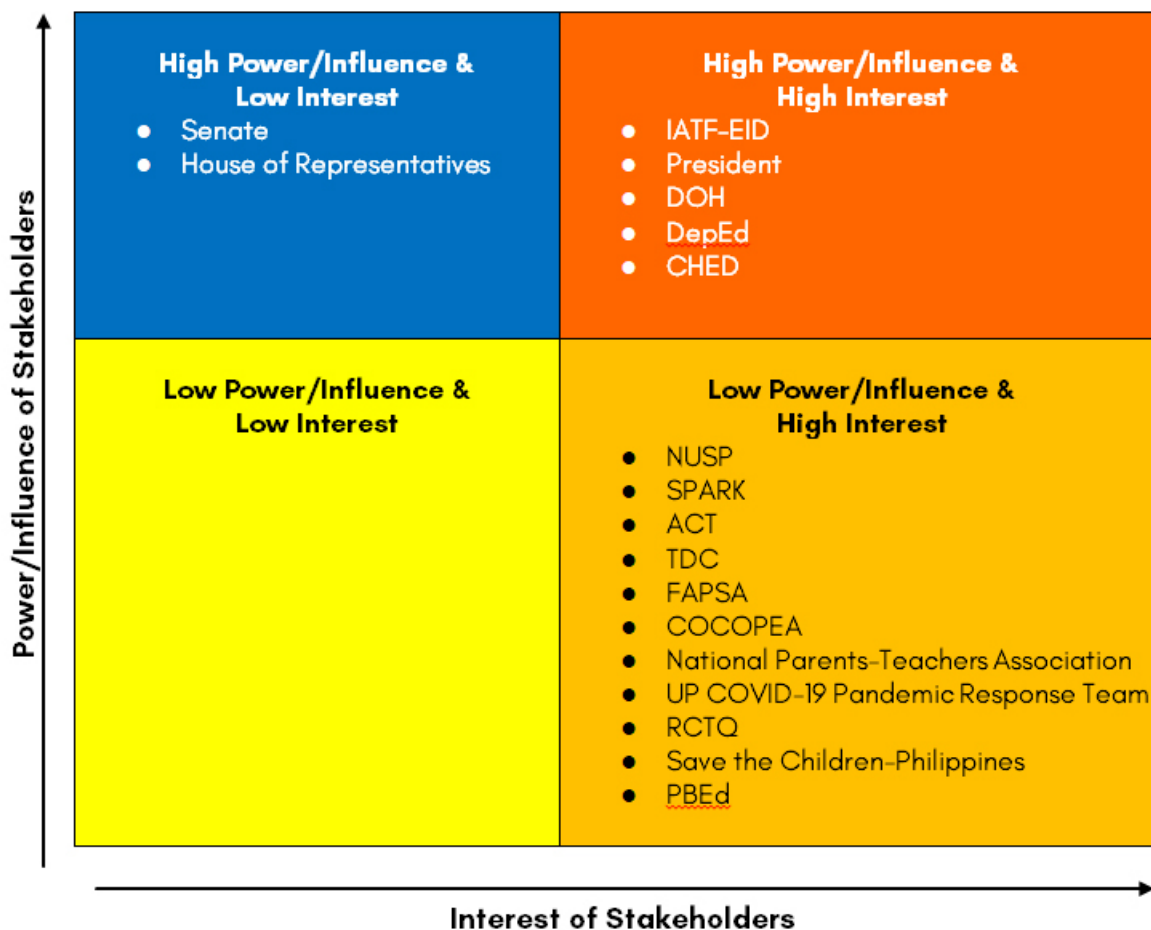 High Power/Influence &
Low Interest
● Senate
● House of Representatives
High Power/Influence &
High Interest
● IATF-EID
● President
● DOH
● DepEd
● CHED
Low Power/Influence &
Low Interest
Low Power/Influence &
High Interest
● NUSP
● SPARK
● ACT
● TDC
● FAPSA
● COCOPEA
● National Parents-Teachers Association
● UP COVID-19 Pandemic Response Team
● RCTQ
● Save the Children-Philippines
● PBEd
Power/Influence of Stakeholders
Interest of Stakeholders